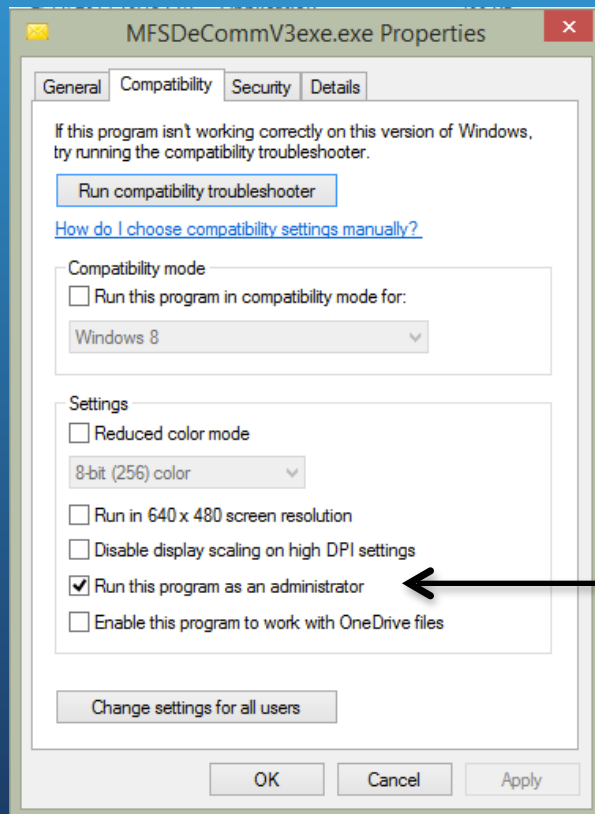 MFSDeCommV3exe.exe Properties
General Compatibility Security Details
If this program isn't working correctly on this version of Windows,
try running the compatibility troubleshooter.
Run compatibility troubleshooter
How do I choose compatibility settings manually?
Compatibility mode
Run this program in compatibility mode for:
Windows 8
Settings
Reduced color mode
8-bit (256) color
Run in 640 x 480 screen resolution
Disable display scaling on high DPI settings
Run this program as an administrator
Enable this program to work with OneDrive files
Change settings for all users
OK Cancel Apply